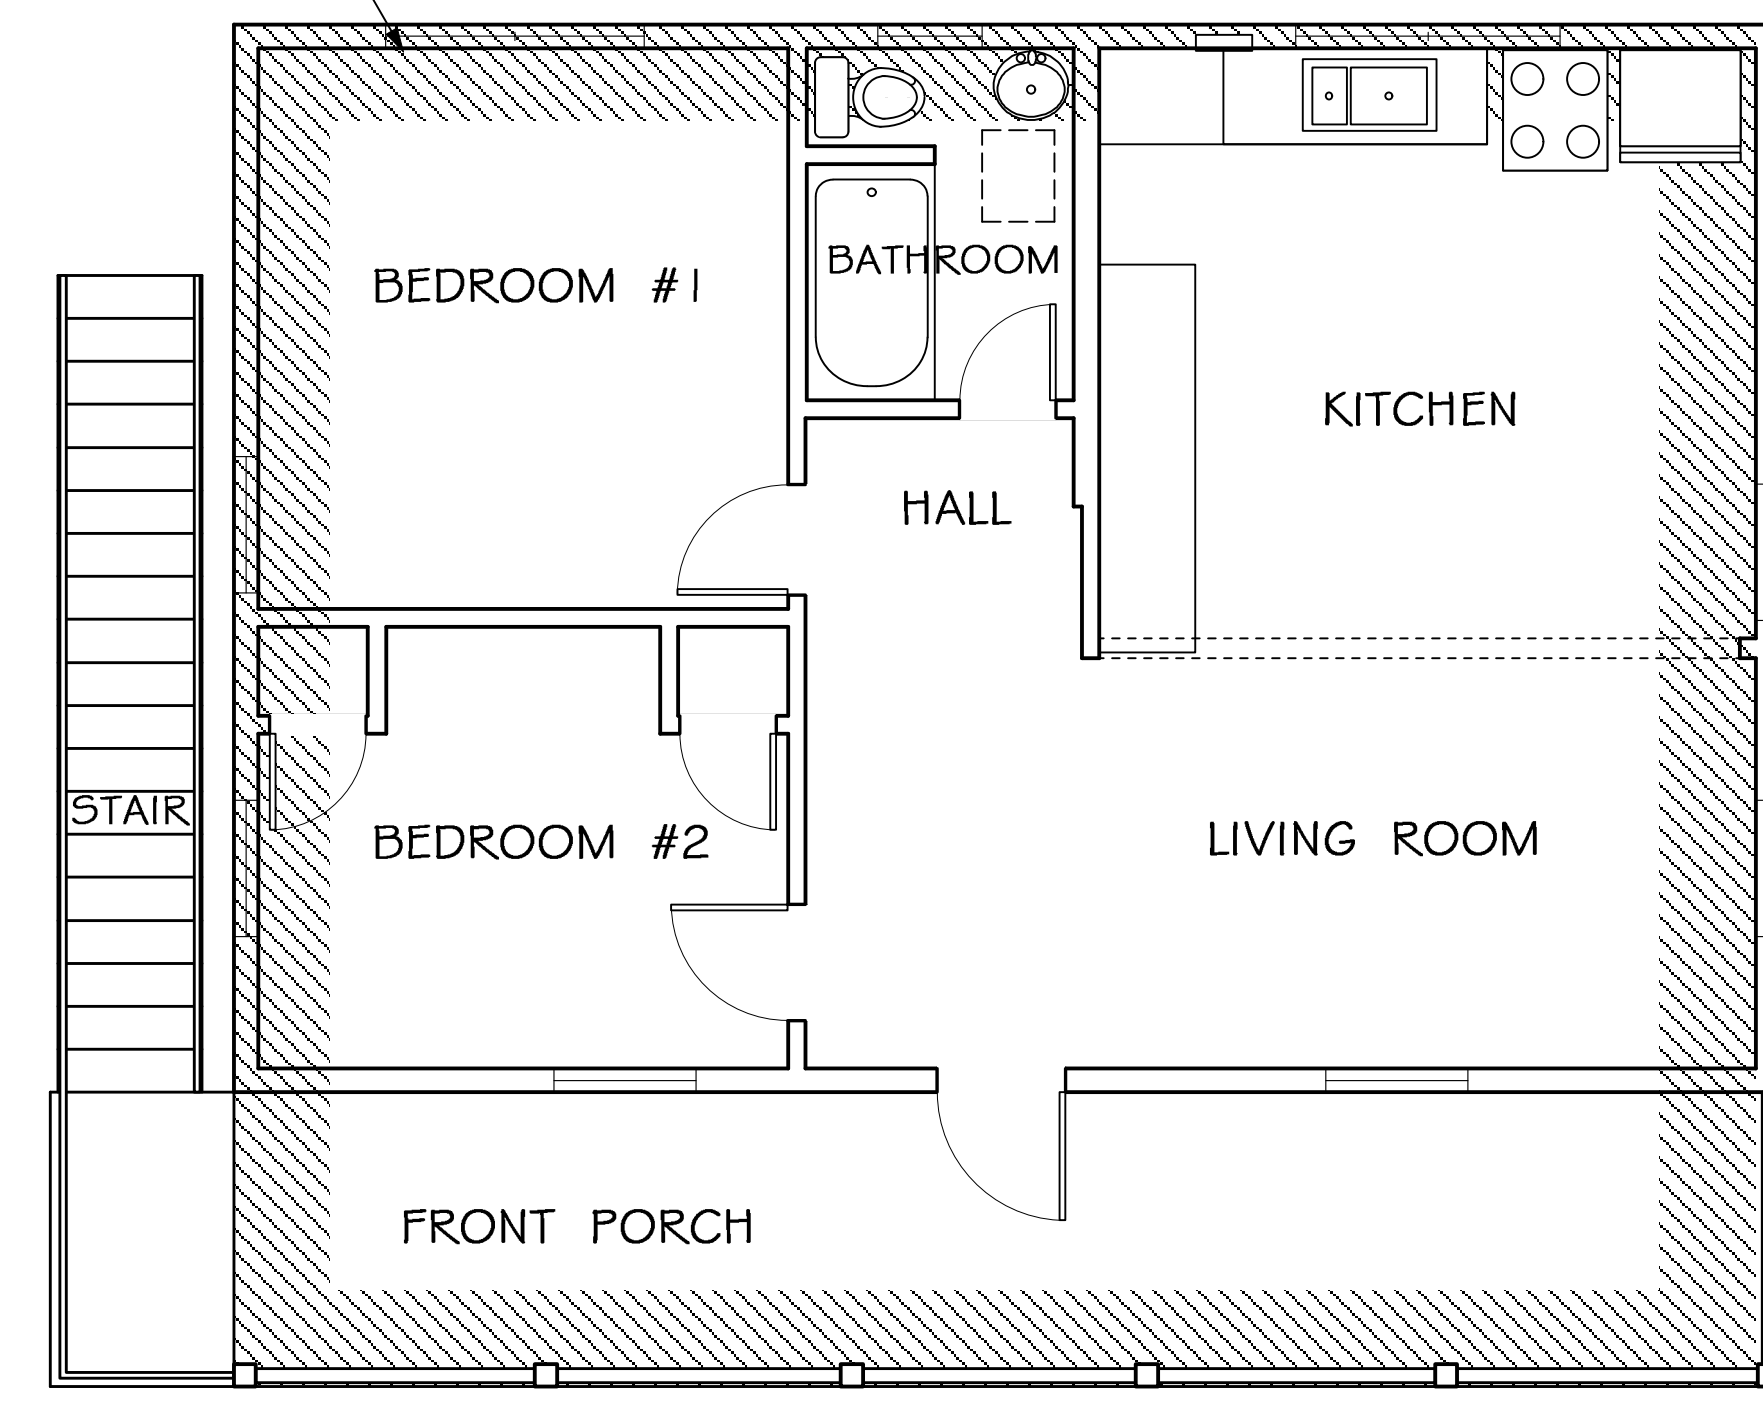 BATHROOM
BEDROOM #1
KITCHEN
HALL
STAIR
BEDROOM #2
LIVING ROOM
FRONT PORCH